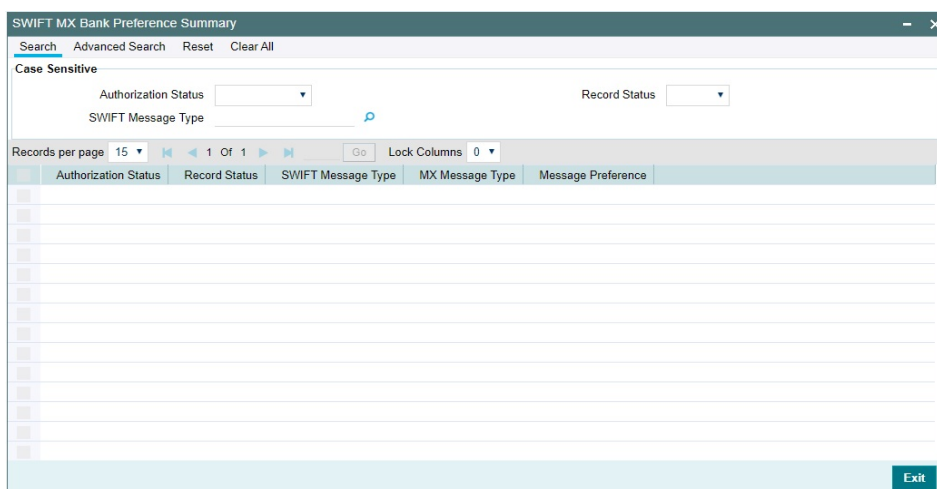 SWIFT MX Bank Preference Summary
Search Advanced Search Reset Clear All
Case Sensitive
Authorization Status Record Status
SWIFT Message Type
Records per page 15 1 Of 1 Go Lock Columns 0
Authorization Status Record Status SWIFT Message Type MX Message Type Message Preference
Exit